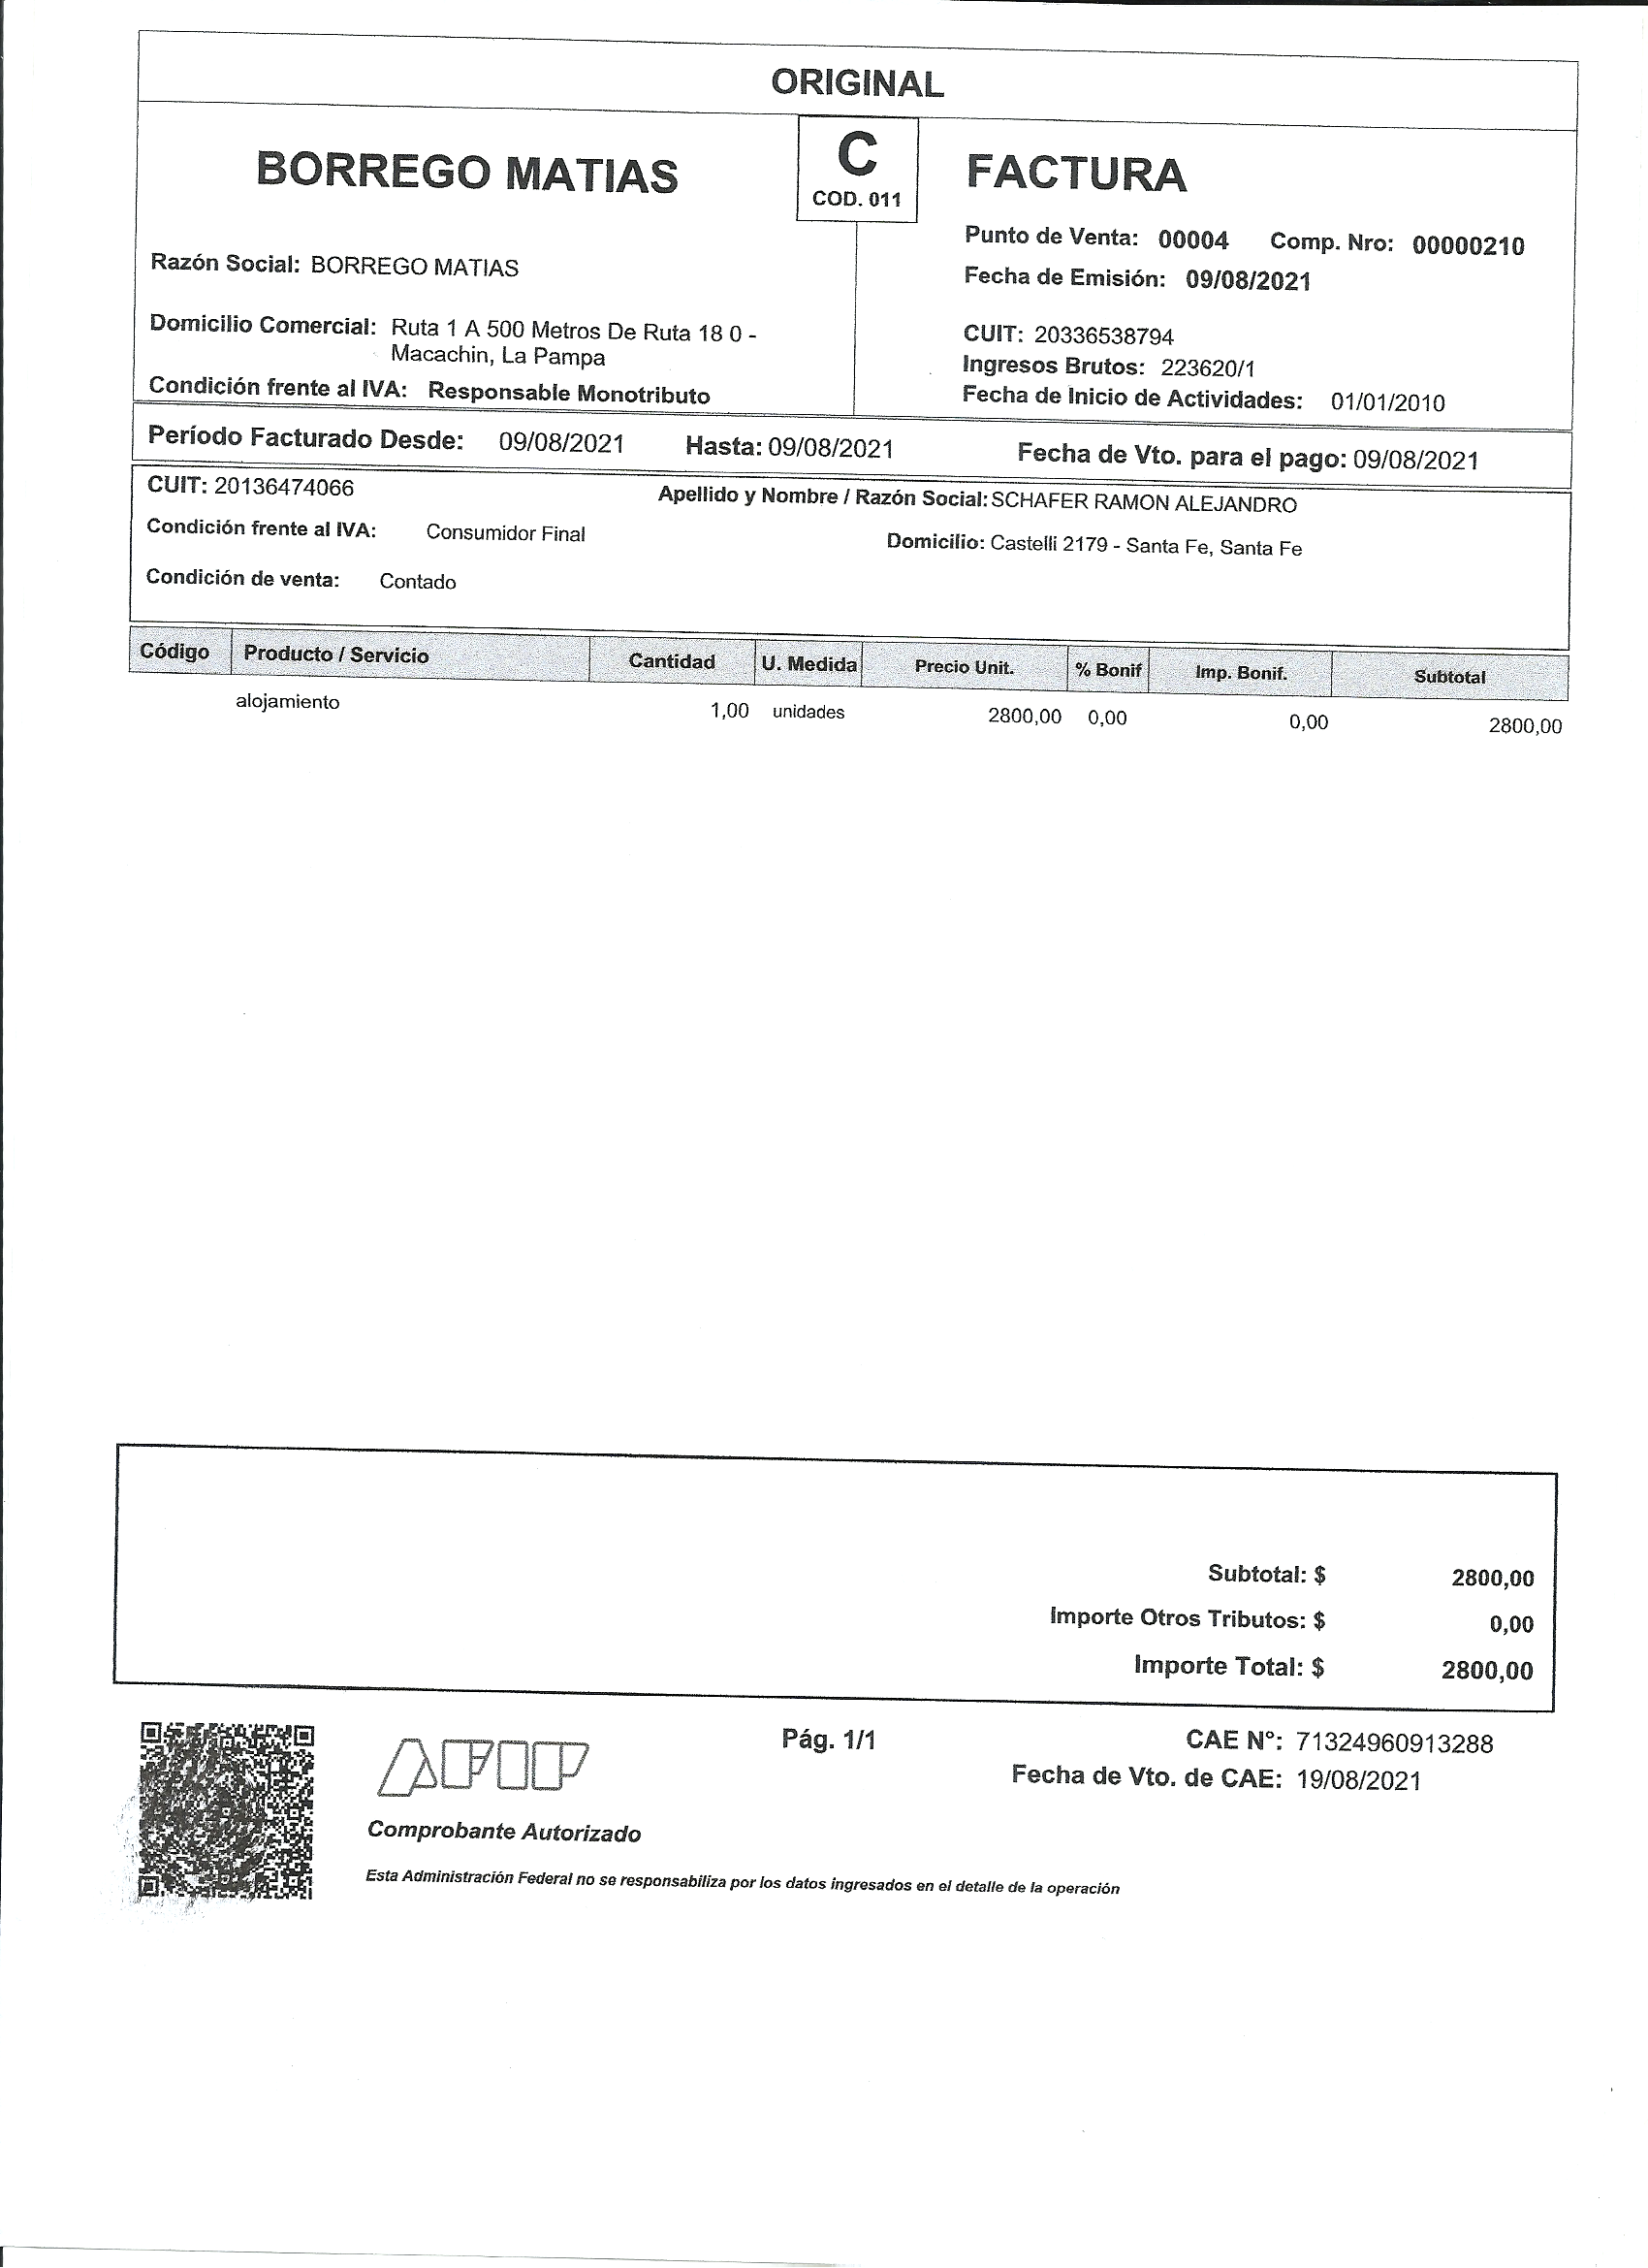 ORIGINAL
BORREGO MATIAS
C
COD. 011
FACTURA
Punto de Venta: 00004 Comp. Nro: 00000210
Razón Social: BORREGO MATIAS
Fecha de Emisión: 09/08/2021
Domicilio Comercial: Ruta 1 A 500 Metros De Ruta 18 0 -
Macachin, La Pampa
CUIT: 20336538794
Ingresos Brutos: 223620/1
Condición frente al IVA: Responsable Monotributo
Fecha de Inicio de Actividades: 01/01/2010
Período Facturado Desde: 09/08/2021 Hasta: 09/08/2021 Fecha de Vto. para el pago: 09/08/2021
CUIT: 20136474066 Apellido y Nombre / Razón Social: SCHAFER RAMON ALEJANDRO
Condición frente al IVA: Consumidor Final Domicilio: Castelli 2179 - Santa Fe, Santa Fe
Condición de venta: Contado
Código Producto / Servicio Cantidad U. Medida Precio Unit. % Bonif Imp. Bonif. Subtotal
alojamiento 1,00 unidades 2800,00 0,00 0,00 2800,00
Subtotal: $ 2800,00
Importe Otros Tributos: $ 0,00
Importe Total: $ 2800,00
AFIP
Pág. 1/1
CAE N°: 71324960913288
Fecha de Vto. de CAE: 19/08/2021
Comprobante Autorizado
Esta Administración Federal no se responsabiliza por los datos ingresados en el detalle de la operación